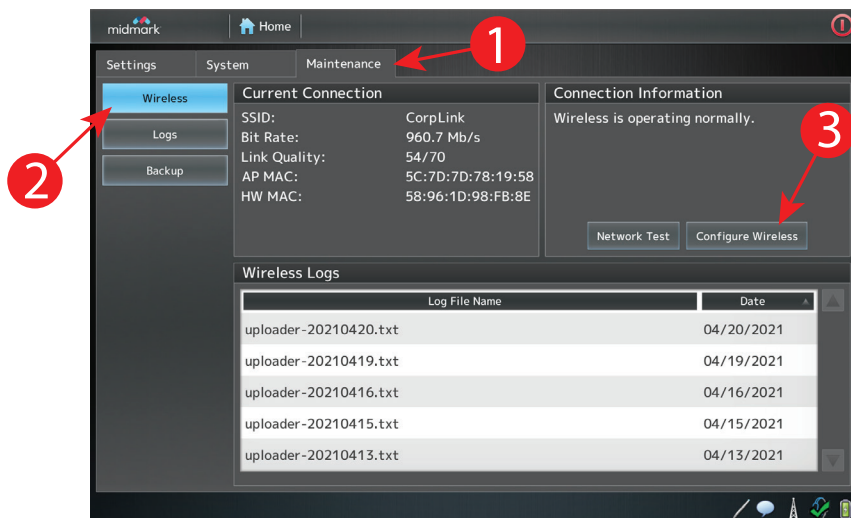 midmark
Home
1
Settings
System
Maintenance
Wireless
Current Connection
Connection Information
SSID: CorpLink
Wireless is operating normally.
Logs
Bit Rate: 960.7 Mb/s
3
Link Quality: 54/70
2
Backup
AP MAC: 5C:7D:7D:78:19:58
HW MAC: 58:96:1D:98:FB:8E
Network Test
Configure Wireless
Wireless Logs
Log File Name Date
uploader-20210420.txt 04/20/2021
uploader-20210419.txt 04/19/2021
uploader-20210416.txt 04/16/2021
uploader-20210415.txt 04/15/2021
uploader-20210413.txt 04/13/2021